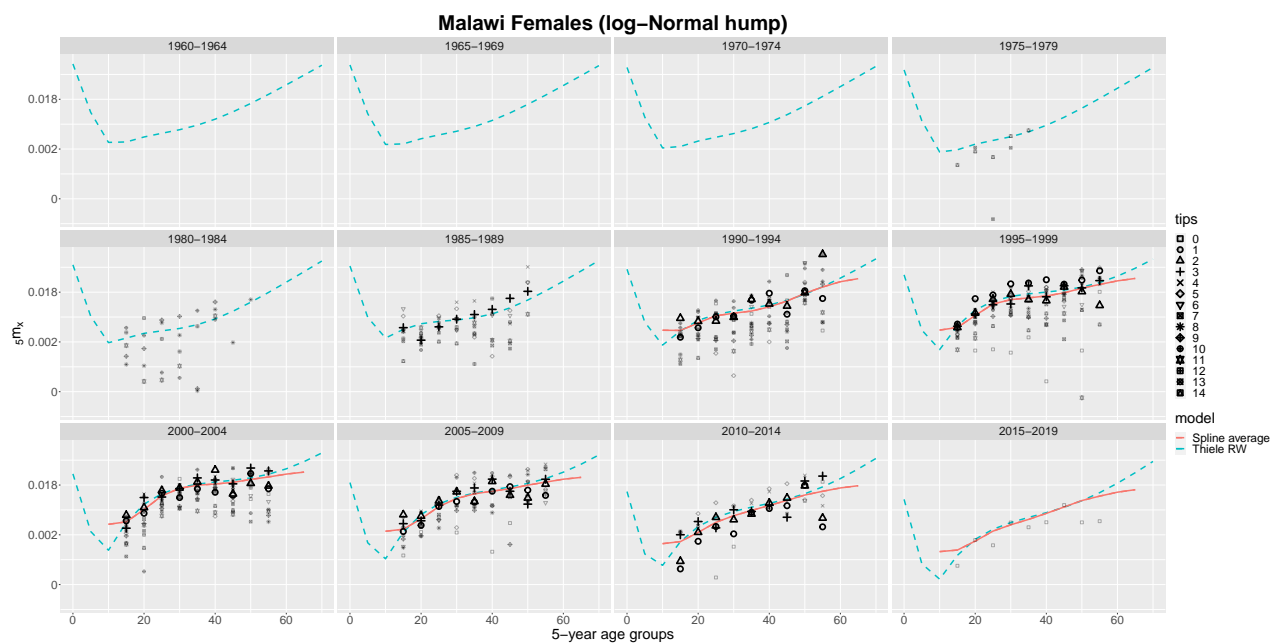 Malawi Females (log−Normal hump)
1960−1964 1965−1969 1970−1974 1975−1979
0.018
0.002
0
1980−1984 1985−1989 1990−1994 1995−1999
0.018
0.002
0
2000−2004 2005−2009 2010−2014 2015−2019
0.018
0.002
0
0 20 40 60 0 20 40 60 0 20 40 60 0 20 40 60
5−year age groups
5mx
tips
0
1
2
3
4
5
6
7
8
9
10
11
12
13
14
model
Spline average
Thiele RW